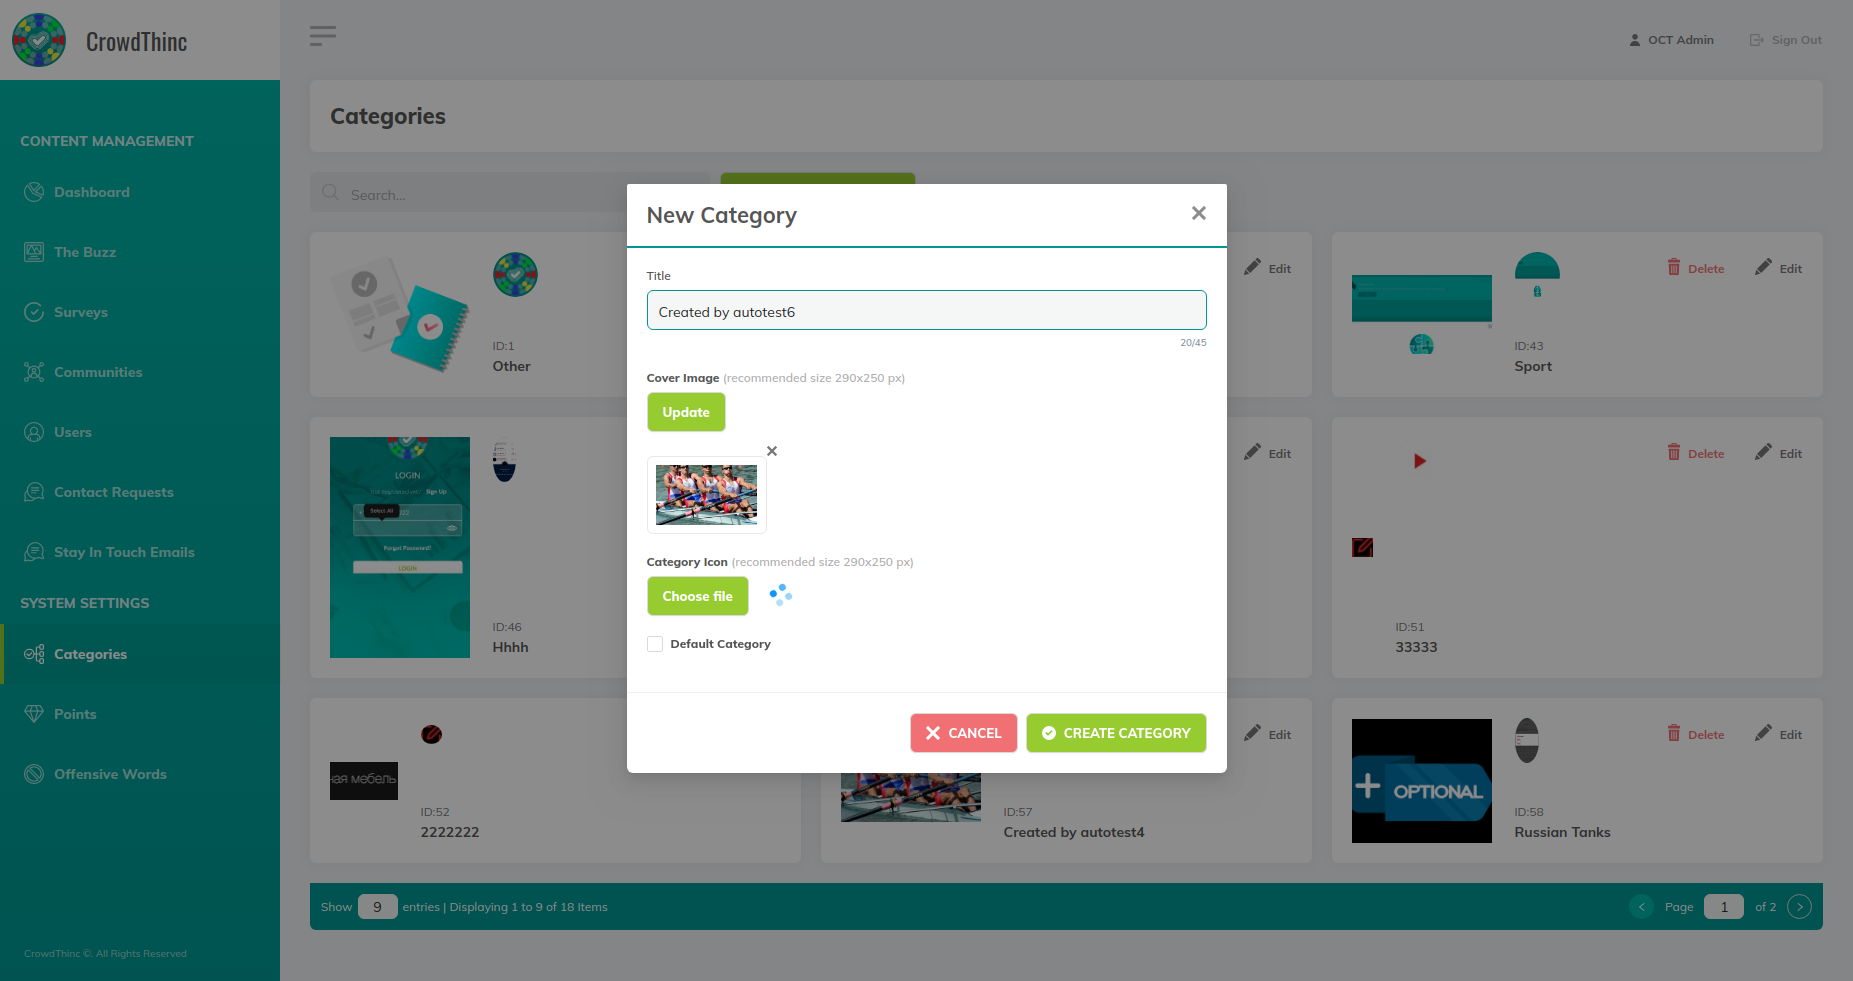 CrowdThinc
OCT Admin
Sign Out
CONTENT MANAGEMENT
Dashboard
The Buzz
Surveys
Communities
Users
Contact Requests
Stay In Touch Emails
SYSTEM SETTINGS
Categories
Points
Offensive Words
CrowdThinc ©. All Rights Reserved
Categories
Search...
ID:1
Other
Edit
Delete
Edit
ID:43
Sport
LOGIN
Sign Up
Select All
Forgot Password?
LOGIN
ID:46
Hhhh
Edit
Delete
Edit
ID:51
33333
ная мебель
ID:52
2222222
Edit
ID:57
Created by autotest4
Delete
Edit
OPTIONAL
ID:58
Russian Tanks
New Category
Title
Created by autotest6
20/45
Cover Image (recommended size 290x250 px)
Update
Category Icon (recommended size 290x250 px)
Choose file
Default Category
CANCEL
CREATE CATEGORY
Show 9 entries | Displaying 1 to 9 of 18 Items
Page 1 of 2